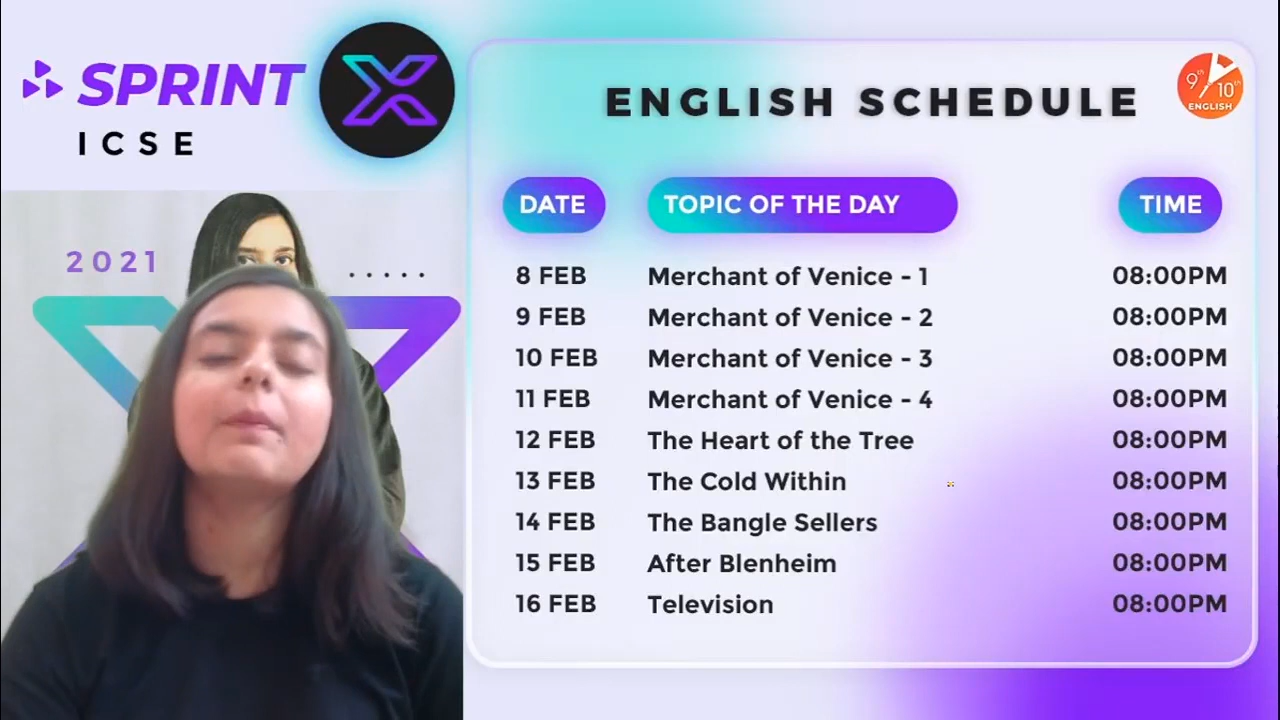 SPRINT
ICSE
X
2021
ENGLISH SCHEDULE
9th 10th
ENGLISH
DATE TOPIC OF THE DAY TIME
8 FEB Merchant of Venice - 1 08:00PM
9 FEB Merchant of Venice - 2 08:00PM
10 FEB Merchant of Venice - 3 08:00PM
11 FEB Merchant of Venice - 4 08:00PM
12 FEB The Heart of the Tree 08:00PM
13 FEB The Cold Within 08:00PM
14 FEB The Bangle Sellers 08:00PM
15 FEB After Blenheim 08:00PM
16 FEB Television 08:00PM